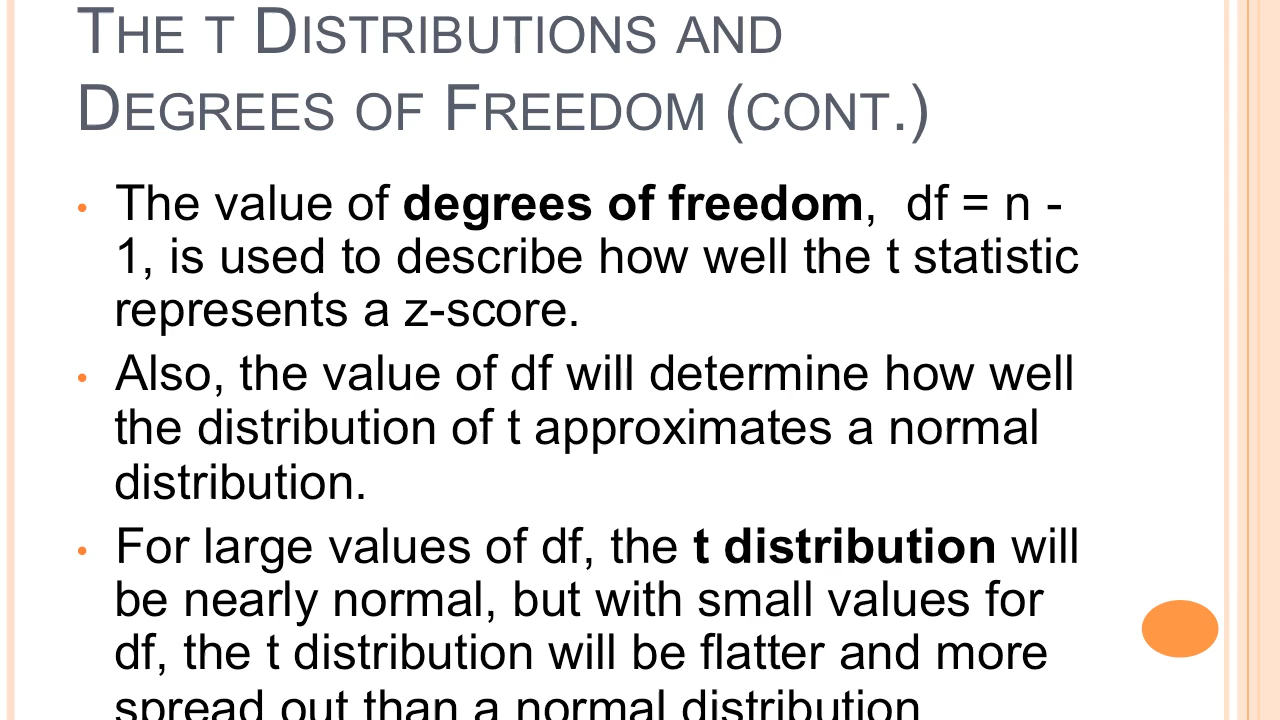 THE T DISTRIBUTIONS AND
DEGREES OF FREEDOM (CONT.)
• The value of degrees of freedom,  df = n -
1, is used to describe how well the t statistic
represents a z-score.
• Also, the value of df will determine how well
the distribution of t approximates a normal
distribution.
• For large values of df, the t distribution will
be nearly normal, but with small values for
df, the t distribution will be flatter and more
spread out than a normal distribution